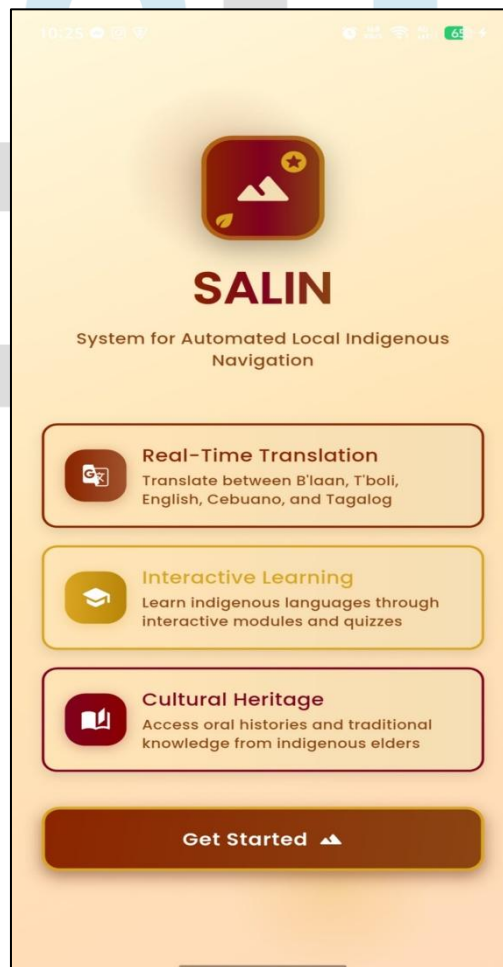 10:25
65
SALIN
System for Automated Local Indigenous
Navigation
Real-Time Translation
Translate between B'laan, T'boli,
English, Cebuano, and Tagalog
Interactive Learning
Learn indigenous languages through
interactive modules and quizzes
Cultural Heritage
Access oral histories and traditional
knowledge from indigenous elders
Get Started